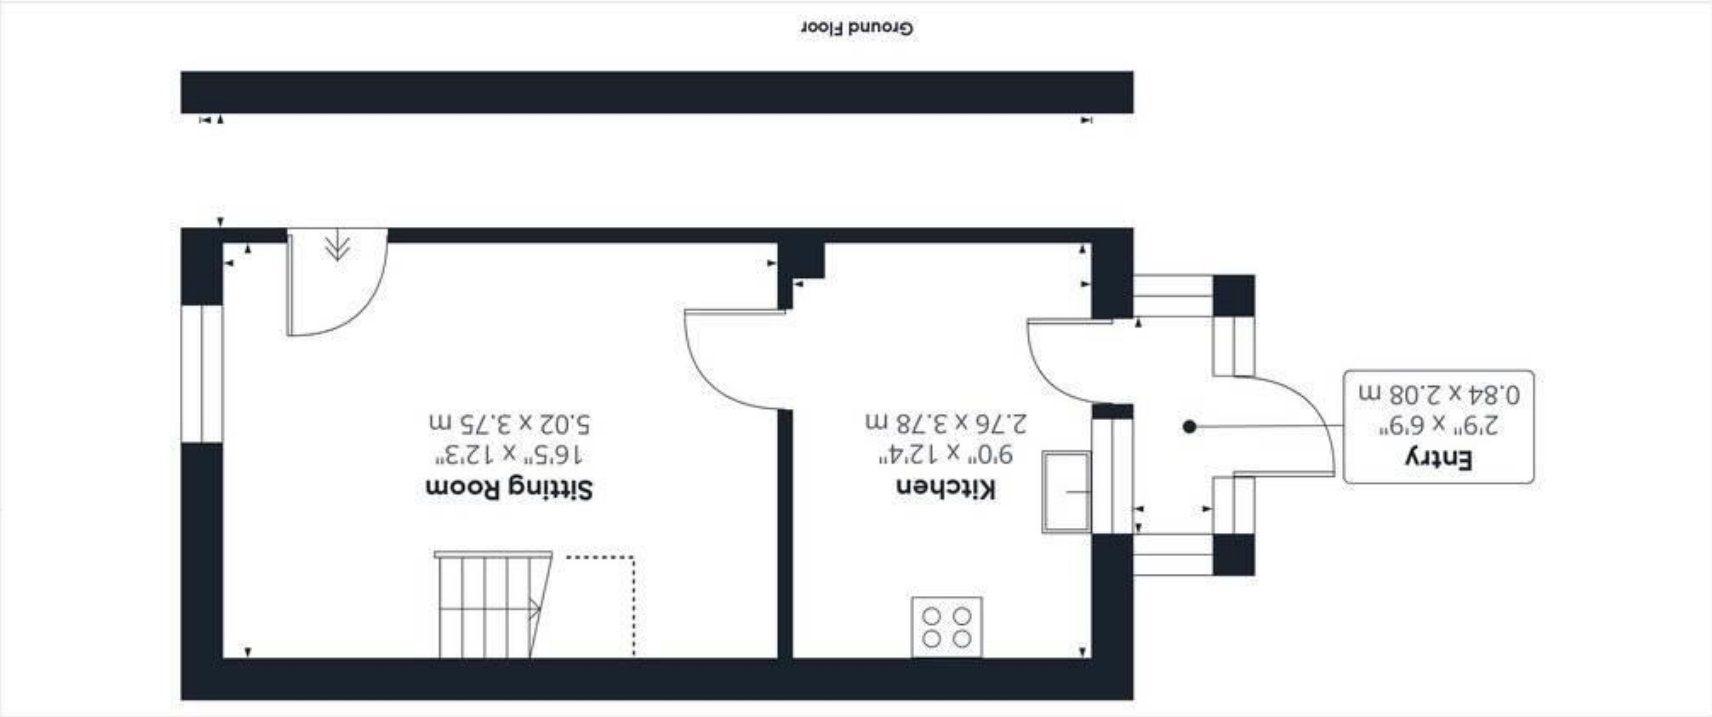 Entry
2'9" x 6'9"
0.84 x 2.08 m
Kitchen
9'0" x 12'4"
2.76 x 3.78 m
Sitting Room
16'5" x 12'3"
5.02 x 3.75 m
Ground Floor